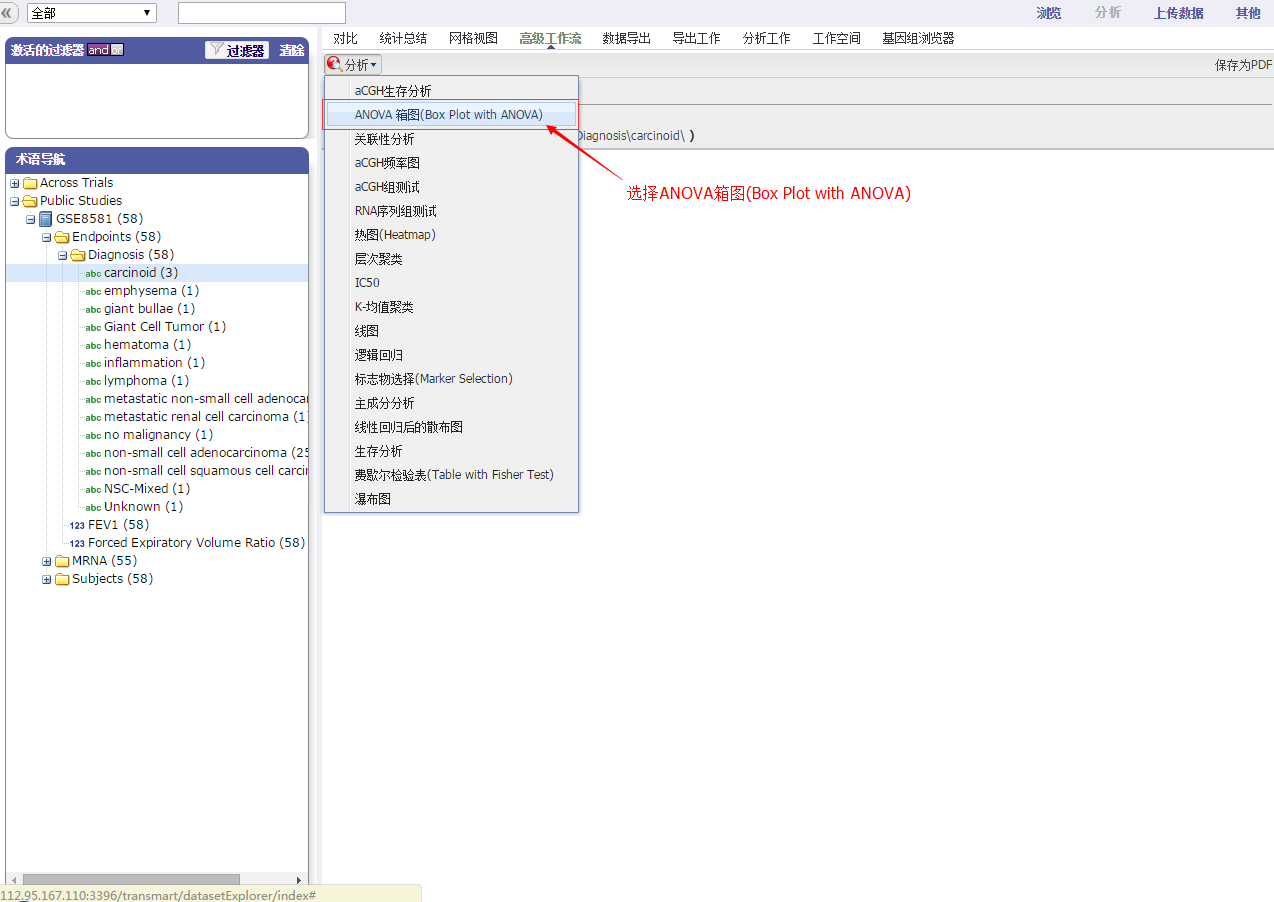 全部
浏览 分析 上传数据 其他
激活的过滤器 and or 过滤器 清除
对比 统计总结 网格视图 高级工作流 数据导出 导出工作 分析工作 工作空间 基因组浏览器
分析 保存为PDF
aCGH生存分析
ANOVA 箱图(Box Plot with ANOVA)
关联性分析
aCGH频率图
aCGH组测试
RNA序列组测试
热图(Heatmap)
层次聚类
IC50
K-均值聚类
线图
逻辑回归
标志物选择(Marker Selection)
主成分分析
线性回归后的散布图
生存分析
费歇尔检验表(Table with Fisher Test)
瀑布图
Diagnosis\carcinoid\ )
选择ANOVA箱图(Box Plot with ANOVA)
术语导航
Across Trials
Public Studies
GSE8581 (58)
Endpoints (58)
Diagnosis (58)
abc carcinoid (3)
abc emphysema (1)
abc giant bullae (1)
abc Giant Cell Tumor (1)
abc hematoma (1)
abc inflammation (1)
abc lymphoma (1)
abc metastatic non-small cell adenocar
abc metastatic renal cell carcinoma (1)
abc no malignancy (1)
abc non-small cell adenocarcinoma (25
abc non-small cell squamous cell carcin
abc NSC-Mixed (1)
abc Unknown (1)
123 FEV1 (58)
123 Forced Expiratory Volume Ratio (58)
MRNA (55)
Subjects (58)
112.95.167.110:3396/transmart/datasetExplorer/index#